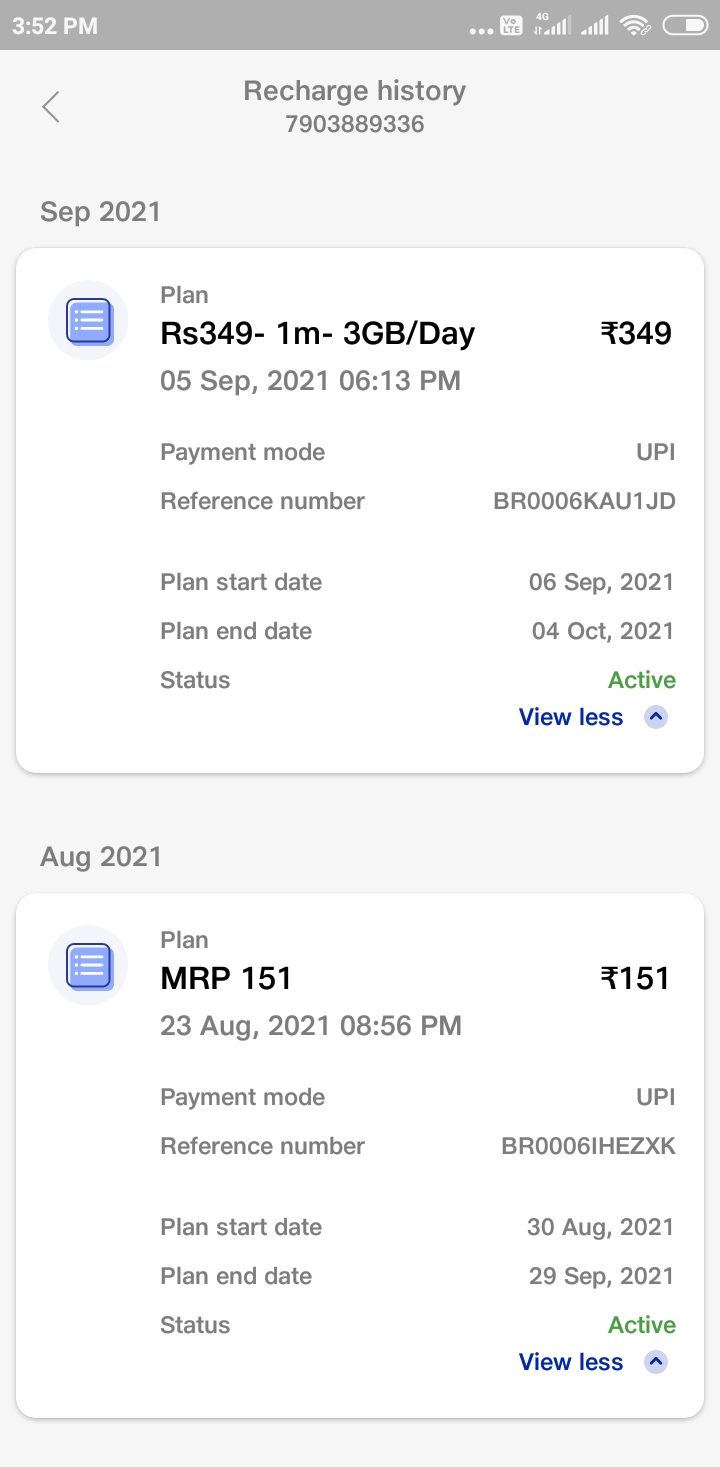 3:52 PM
Vo LTE 4G
Recharge history
7903889336
Sep 2021
Plan
Rs349- 1m- 3GB/Day ₹349
05 Sep, 2021 06:13 PM
Payment mode UPI
Reference number BR0006KAU1JD
Plan start date 06 Sep, 2021
Plan end date 04 Oct, 2021
Status Active
View less
Aug 2021
Plan
MRP 151 ₹151
23 Aug, 2021 08:56 PM
Payment mode UPI
Reference number BR0006IHEZXK
Plan start date 30 Aug, 2021
Plan end date 29 Sep, 2021
Status Active
View less